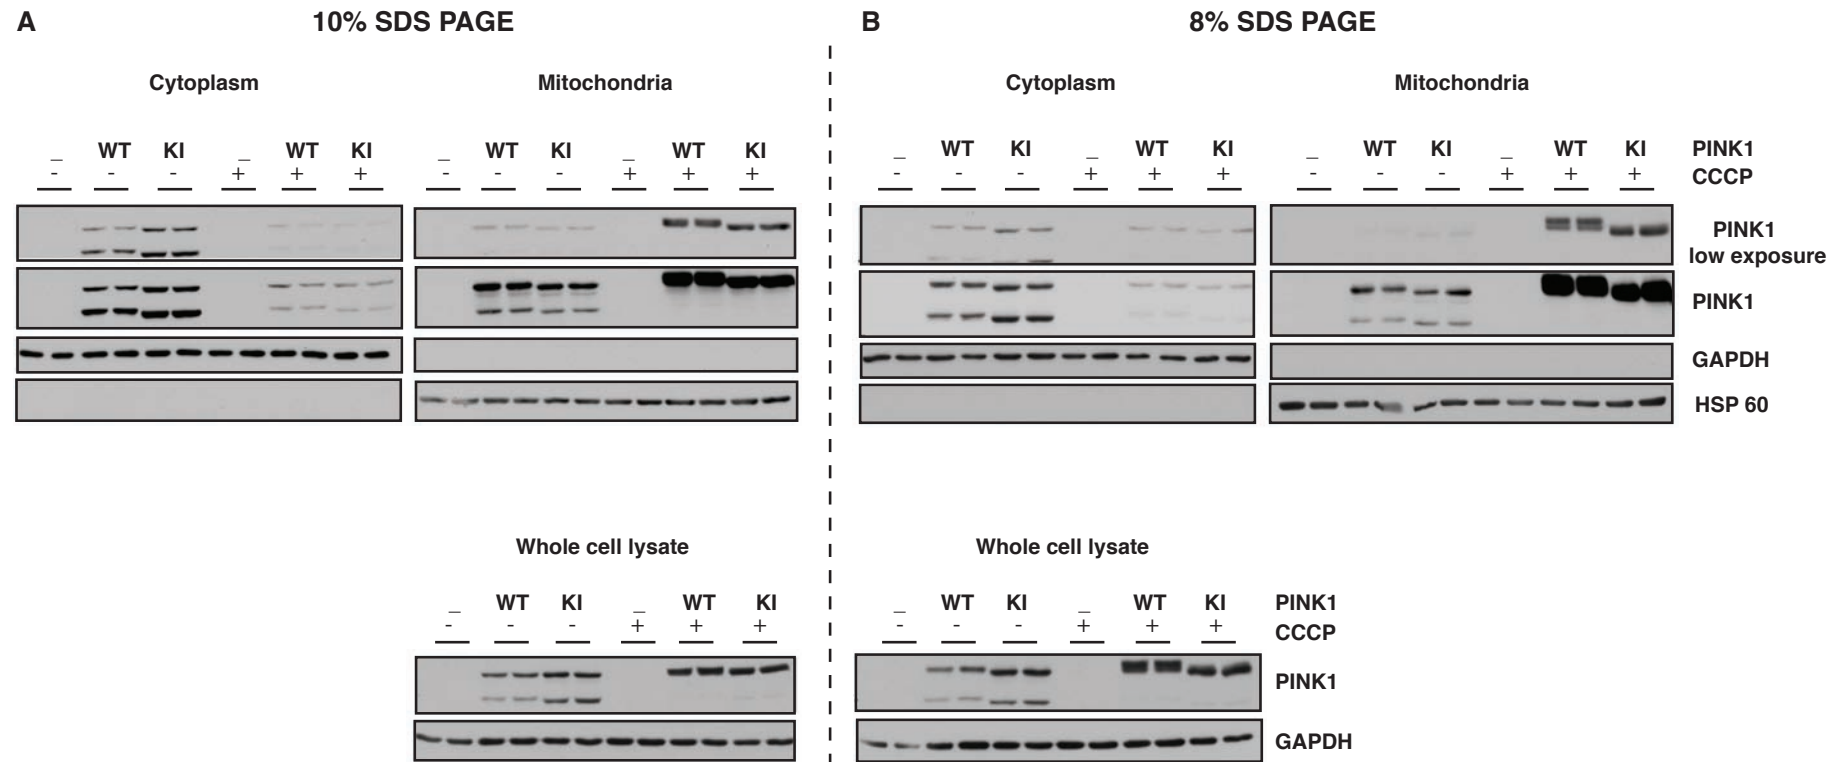 A 10% SDS PAGE
Cytoplasm Mitochondria
_ WT KI _ WT KI _ WT KI _ WT KI
- - - + + + - - - + + +
Whole cell lysate
_ WT KI _ WT KI
- - - + + +
B 8% SDS PAGE
Cytoplasm Mitochondria
_ WT KI _ WT KI _ WT KI _ WT KI PINK1
- - - + + + - - - + + + CCCP
PINK1
low exposure
PINK1
GAPDH
HSP 60
Whole cell lysate
_ WT KI _ WT KI PINK1
- - - + + + CCCP
PINK1
GAPDH